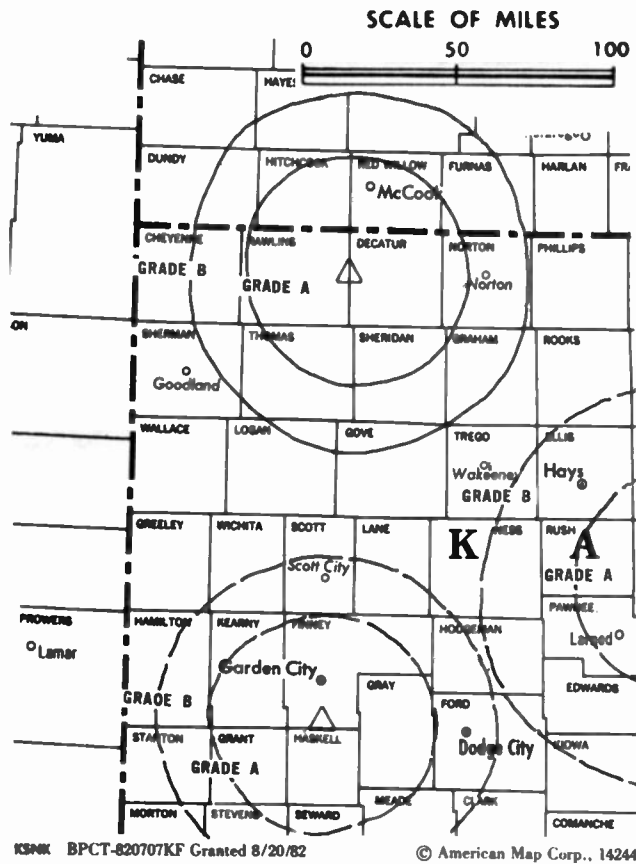 SCALE OF MILES
0 50 100
CHASE HAYES
YUMA
DUNDY HITCHCOCK RED WILLOW FURNAS HARLAN FRA
McCook
CHEYENNE RAWLINS DECATUR NORTON PHILLIPS
GRADE B GRADE A Norton
SHERMAN THOMAS SHERIDAN GRAHAM ROOKS
Goodland
WALLACE LOGAN GOVE TREGO ELLIS
Wakeeney Hays
GRADE B
GREELEY WICHITA SCOTT LANE NESS RUSH
K A
Scott City GRADE A
PAWNEE
PROWERS HAMILTON KEARNY FINNEY HODGEMAN
Lamar Larned
Garden City GRAY EDWARDS
GRADE B FORD
STANTON GRANT HASKELL Dodge City KIOWA
GRADE A
MEADE CLARK
MORTON STEVENS SEWARD COMANCHE
KSNK BPCT-820707KF Granted 8/20/82 © American Map Corp., 14244